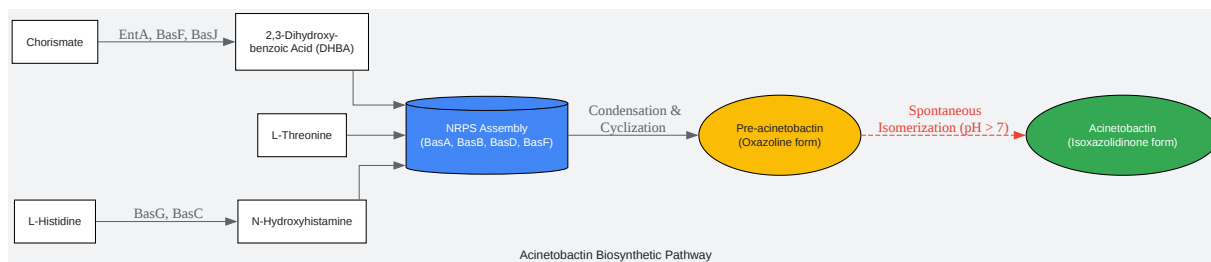 Chorismate
EntA, BasF, BasJ
2,3-Dihydroxy-
benzoic Acid (DHBA)
L-Threonine
NRPS Assembly
(BasA, BasB, BasD, BasF)
Condensation &
Cyclization
Pre-acinetobactin
(Oxazoline form)
Spontaneous
Isomerization (pH > 7)
Acinetobactin
(Isoxazolidinone form)
L-Histidine
BasG, BasC
N-Hydroxyhistamine
Acinetobactin Biosynthetic Pathway